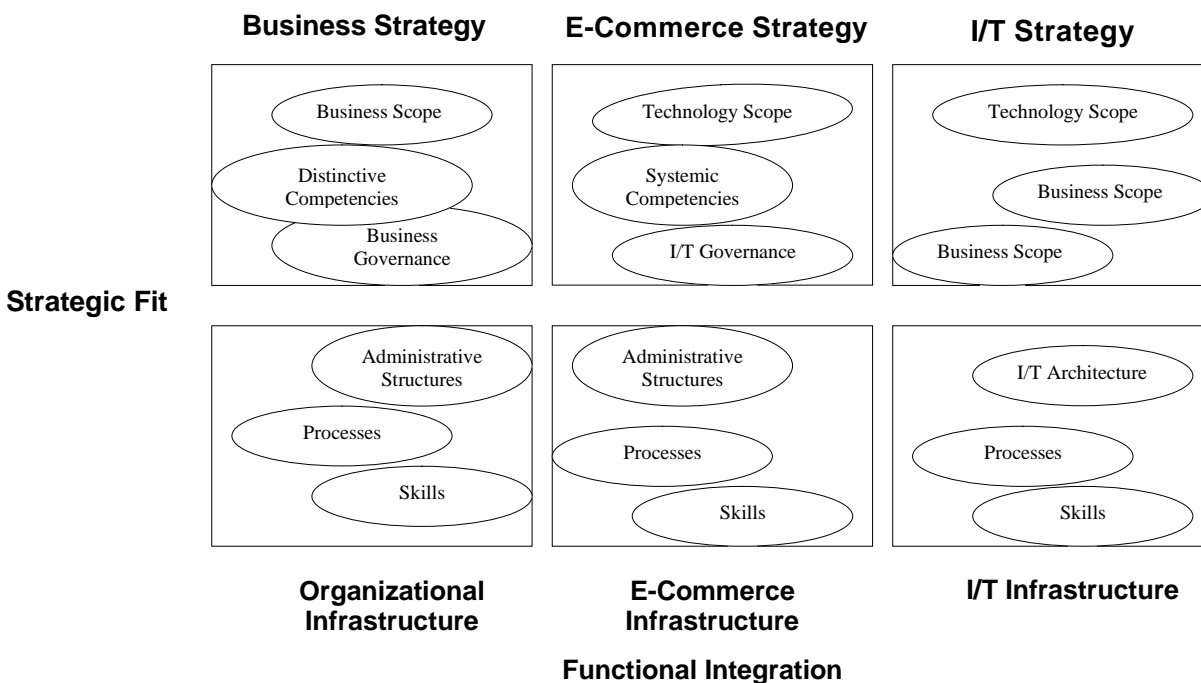 Business Strategy
E-Commerce Strategy
I/T Strategy
Business Scope
Distinctive
Competencies
Business
Governance
Technology Scope
Systemic
Competencies
I/T Governance
Technology Scope
Business Scope
Business Scope
Strategic Fit
Administrative
Structures
Processes
Skills
Administrative
Structures
Processes
Skills
I/T Architecture
Processes
Skills
Organizational
Infrastructure
E-Commerce
Infrastructure
I/T Infrastructure
Functional Integration